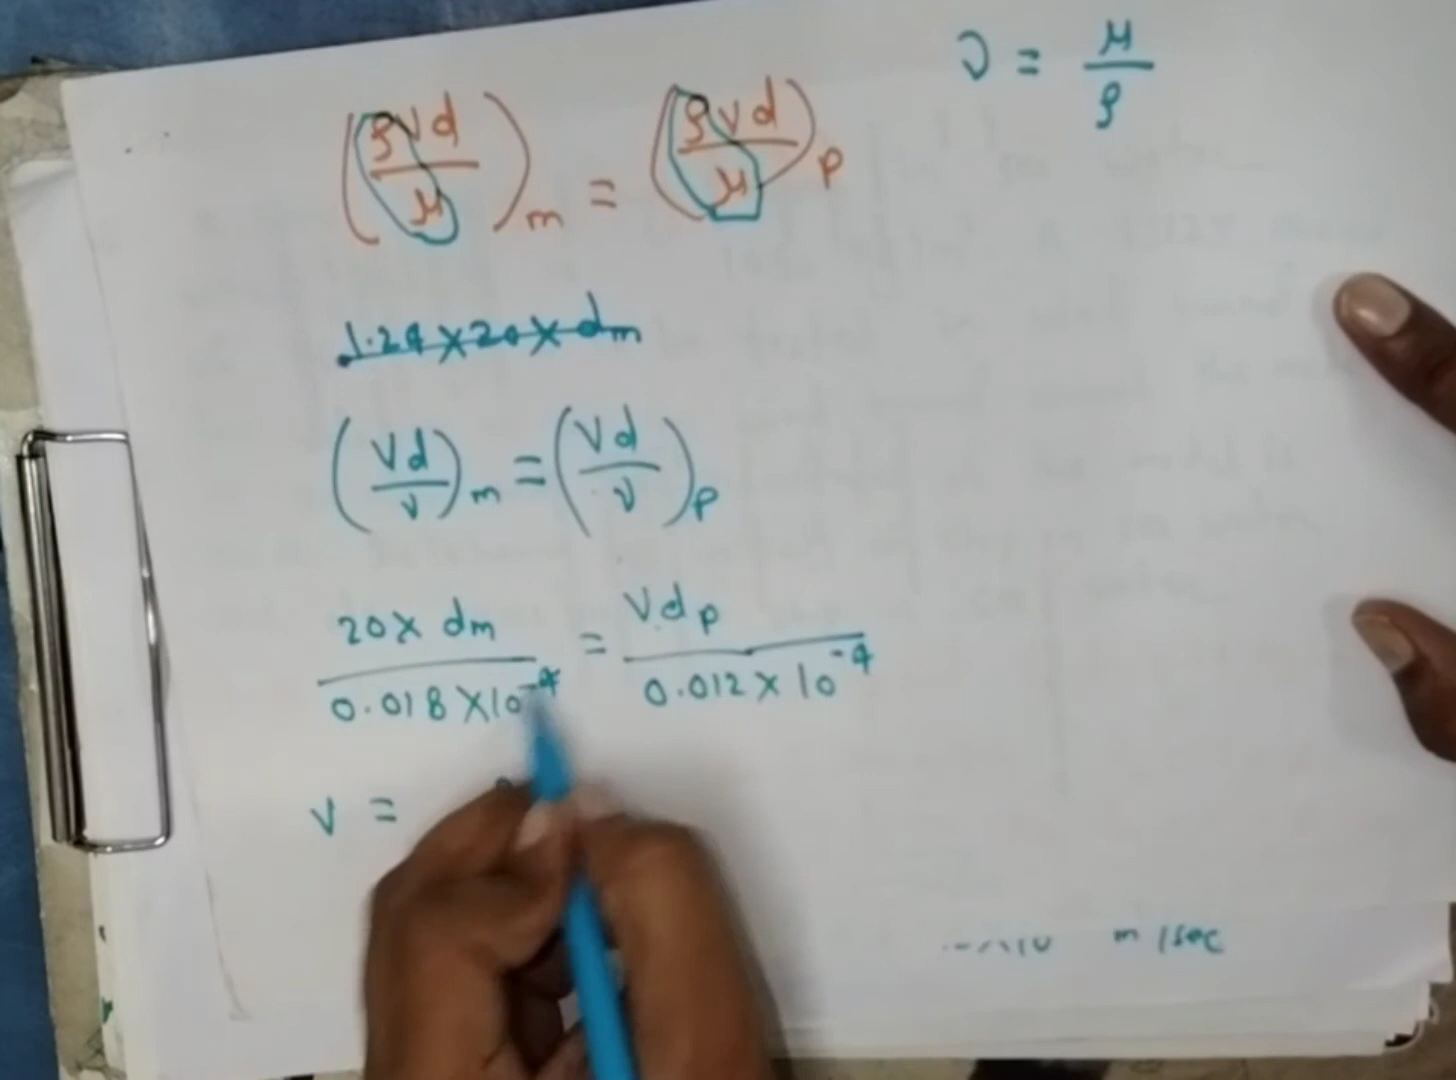 ν = μ/ρ
(ρVd/μ)m = (ρVd/μ)p
1.24×20×dm
(Vd/ν)m = (Vd/ν)p
20× dm / 0.018×10⁻⁴ = V.dp / 0.012×10⁻⁴
V =
m/sec